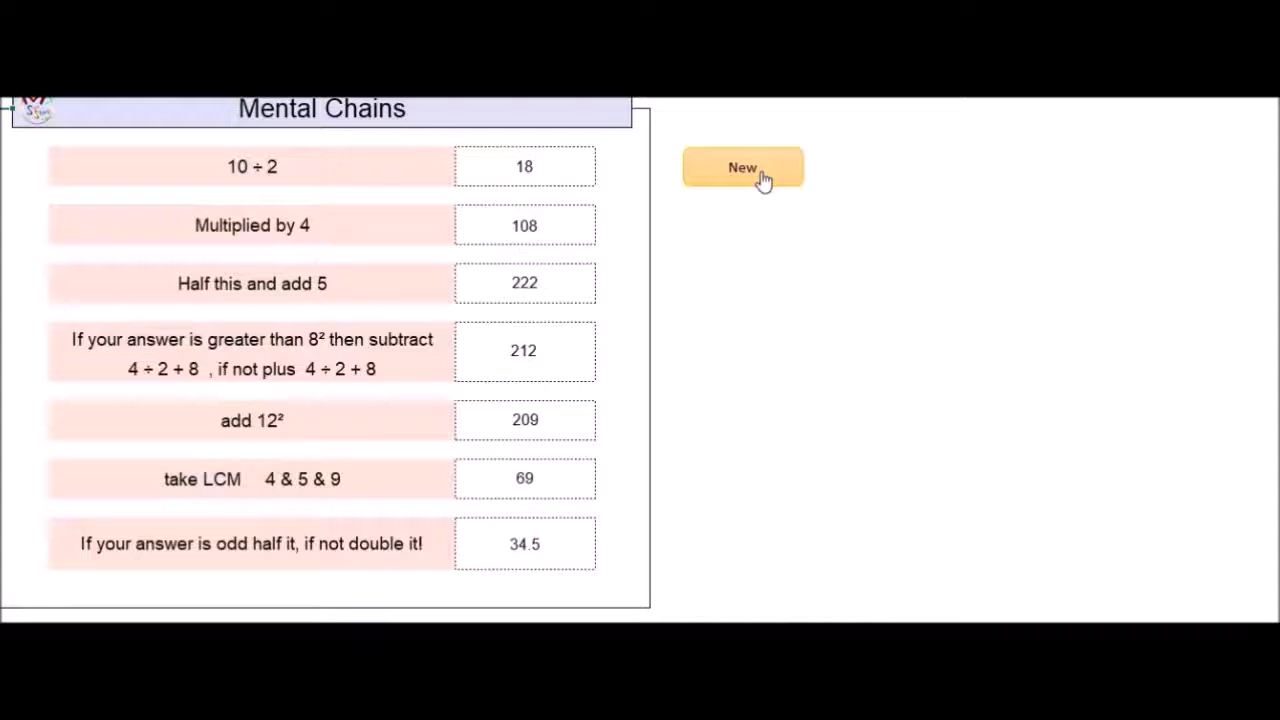 Mental Chains
10 ÷ 2
18
New
Multiplied by 4
108
Half this and add 5
222
If your answer is greater than 8² then subtract
4 ÷ 2 + 8 , if not plus 4 ÷ 2 + 8
212
add 12²
209
take LCM 4 & 5 & 9
69
If your answer is odd half it, if not double it!
34.5